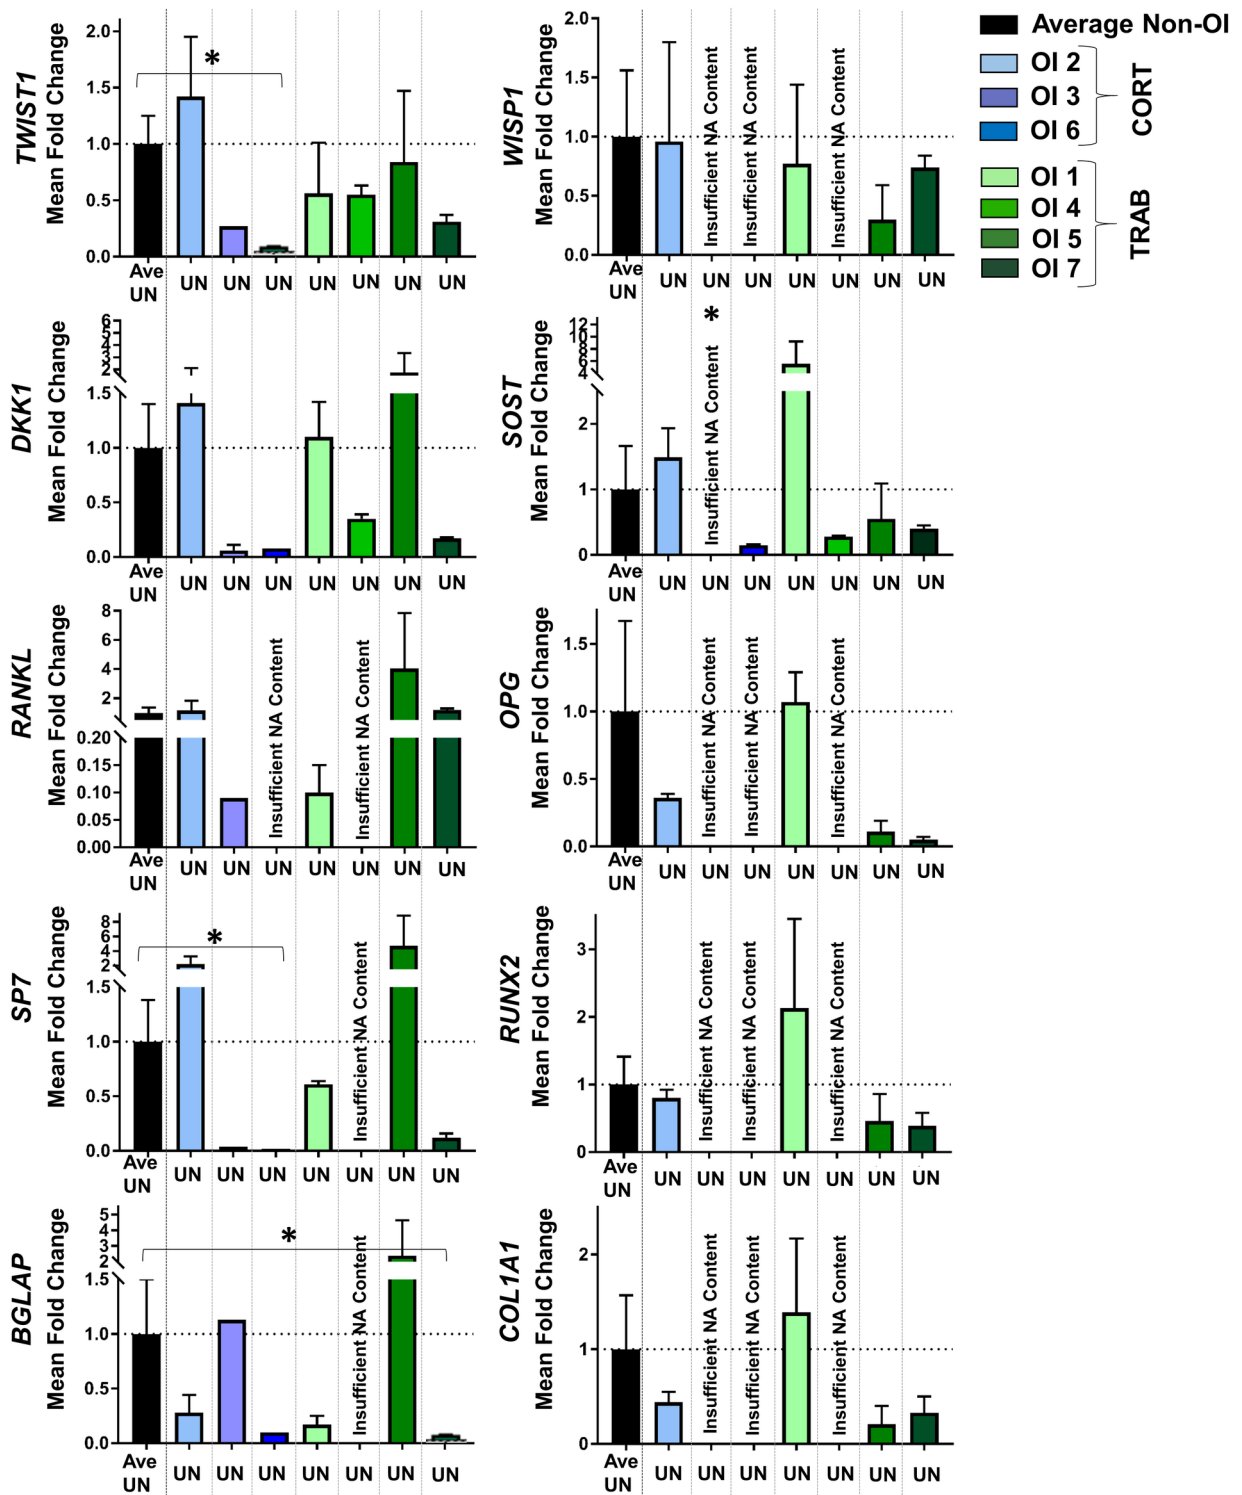 TWIST1
Mean Fold Change
2.0
1.5
1.0
0.5
0.0
*
Ave
UN
UN
UN
UN
UN
UN
UN
UN
WISP1
Mean Fold Change
2.0
1.5
1.0
0.5
0.0
Insufficient NA Content
Insufficient NA Content
Insufficient NA Content
Ave
UN
UN
UN
UN
UN
UN
UN
UN
Average Non-OI
OI 2
OI 3
OI 6
CORT
OI 1
OI 4
OI 5
OI 7
TRAB
DKK1
Mean Fold Change
6
5
4
3
2
1.5
1.0
0.5
0.0
Ave
UN
UN
UN
UN
UN
UN
UN
UN
SOST
Mean Fold Change
12
10
8
6
4
2
1
0
*
Insufficient NA Content
Ave
UN
UN
UN
UN
UN
UN
UN
UN
RANKL
Mean Fold Change
8
6
4
2
0.20
0.15
0.10
0.05
0.00
Insufficient NA Content
Insufficient NA Content
Ave
UN
UN
UN
UN
UN
UN
UN
UN
OPG
Mean Fold Change
1.5
1.0
0.5
0.0
Insufficient NA Content
Insufficient NA Content
Insufficient NA Content
Ave
UN
UN
UN
UN
UN
UN
UN
UN
SP7
Mean Fold Change
8
6
4
2
1.5
1.0
0.5
0.0
*
Insufficient NA Content
Ave
UN
UN
UN
UN
UN
UN
UN
UN
RUNX2
Mean Fold Change
3
2
1
0
Insufficient NA Content
Insufficient NA Content
Insufficient NA Content
Ave
UN
UN
UN
UN
UN
UN
UN
UN
BGLAP
Mean Fold Change
5
4
3
2
1.5
1.0
0.5
0.0
*
Insufficient NA Content
Ave
UN
UN
UN
UN
UN
UN
UN
UN
COL1A1
Mean Fold Change
2
1
0
Insufficient NA Content
Insufficient NA Content
Insufficient NA Content
Ave
UN
UN
UN
UN
UN
UN
UN
UN